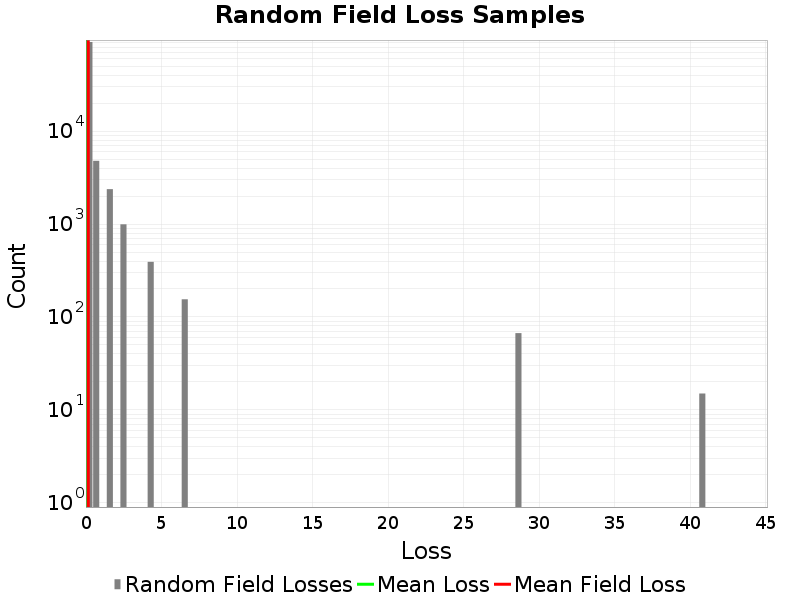 Random Field Loss Samples
Count
10^4
10^3
10^2
10^1
10^0
0 5 10 15 20 25 30 35 40 45
Loss
Random Field Losses Mean Loss Mean Field Loss